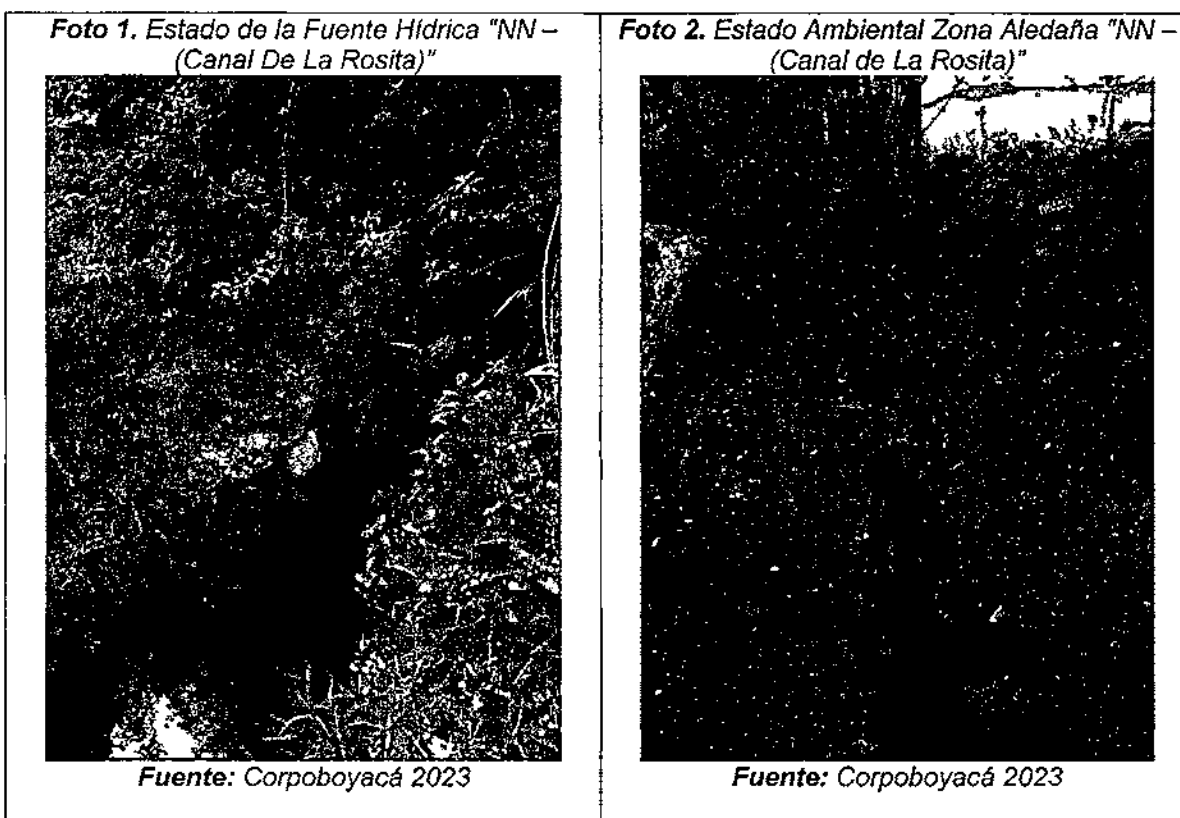 Foto 1. Estado de la Fuente Hídrica "NN –
(Canal De La Rosita)"
Foto 2. Estado Ambiental Zona Aledaña "NN –
(Canal de La Rosita)"
Fuente: Corpoboyacá 2023
Fuente: Corpoboyacá 2023